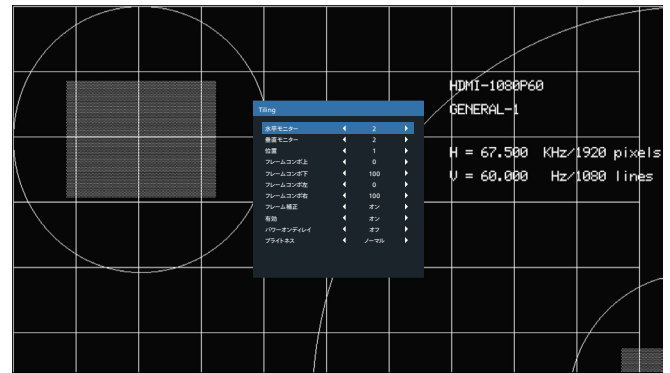 HDMI-1080P60
GENERAL-1
H = 67.500 KHz/1920 pixels
V = 60.000 Hz/1080 lines
Tiling
水平モニター 2
垂直モニター 2
位置 1
フレームコンポ上 0
フレームコンポ下 100
フレームコンポ左 0
フレームコンポ右 100
フレーム補正 オン
有効 オン
パワーオンディレイ オフ
ブライトネス ノーマル